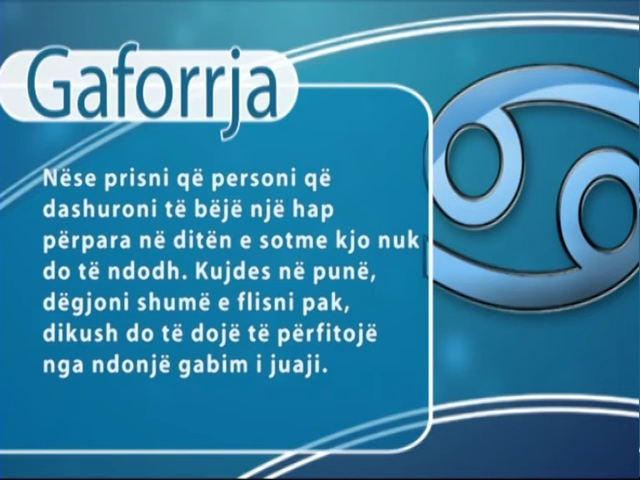 Gaforrja
Nëse prisni që personi që
dashuroni të bëjë një hap
përpara në ditën e sotme kjo nuk
do të ndodh. Kujdes në punë,
dëgjoni shumë e flisni pak,
dikush do të dojë të përfitojë
nga ndonjë gabim i juaji.